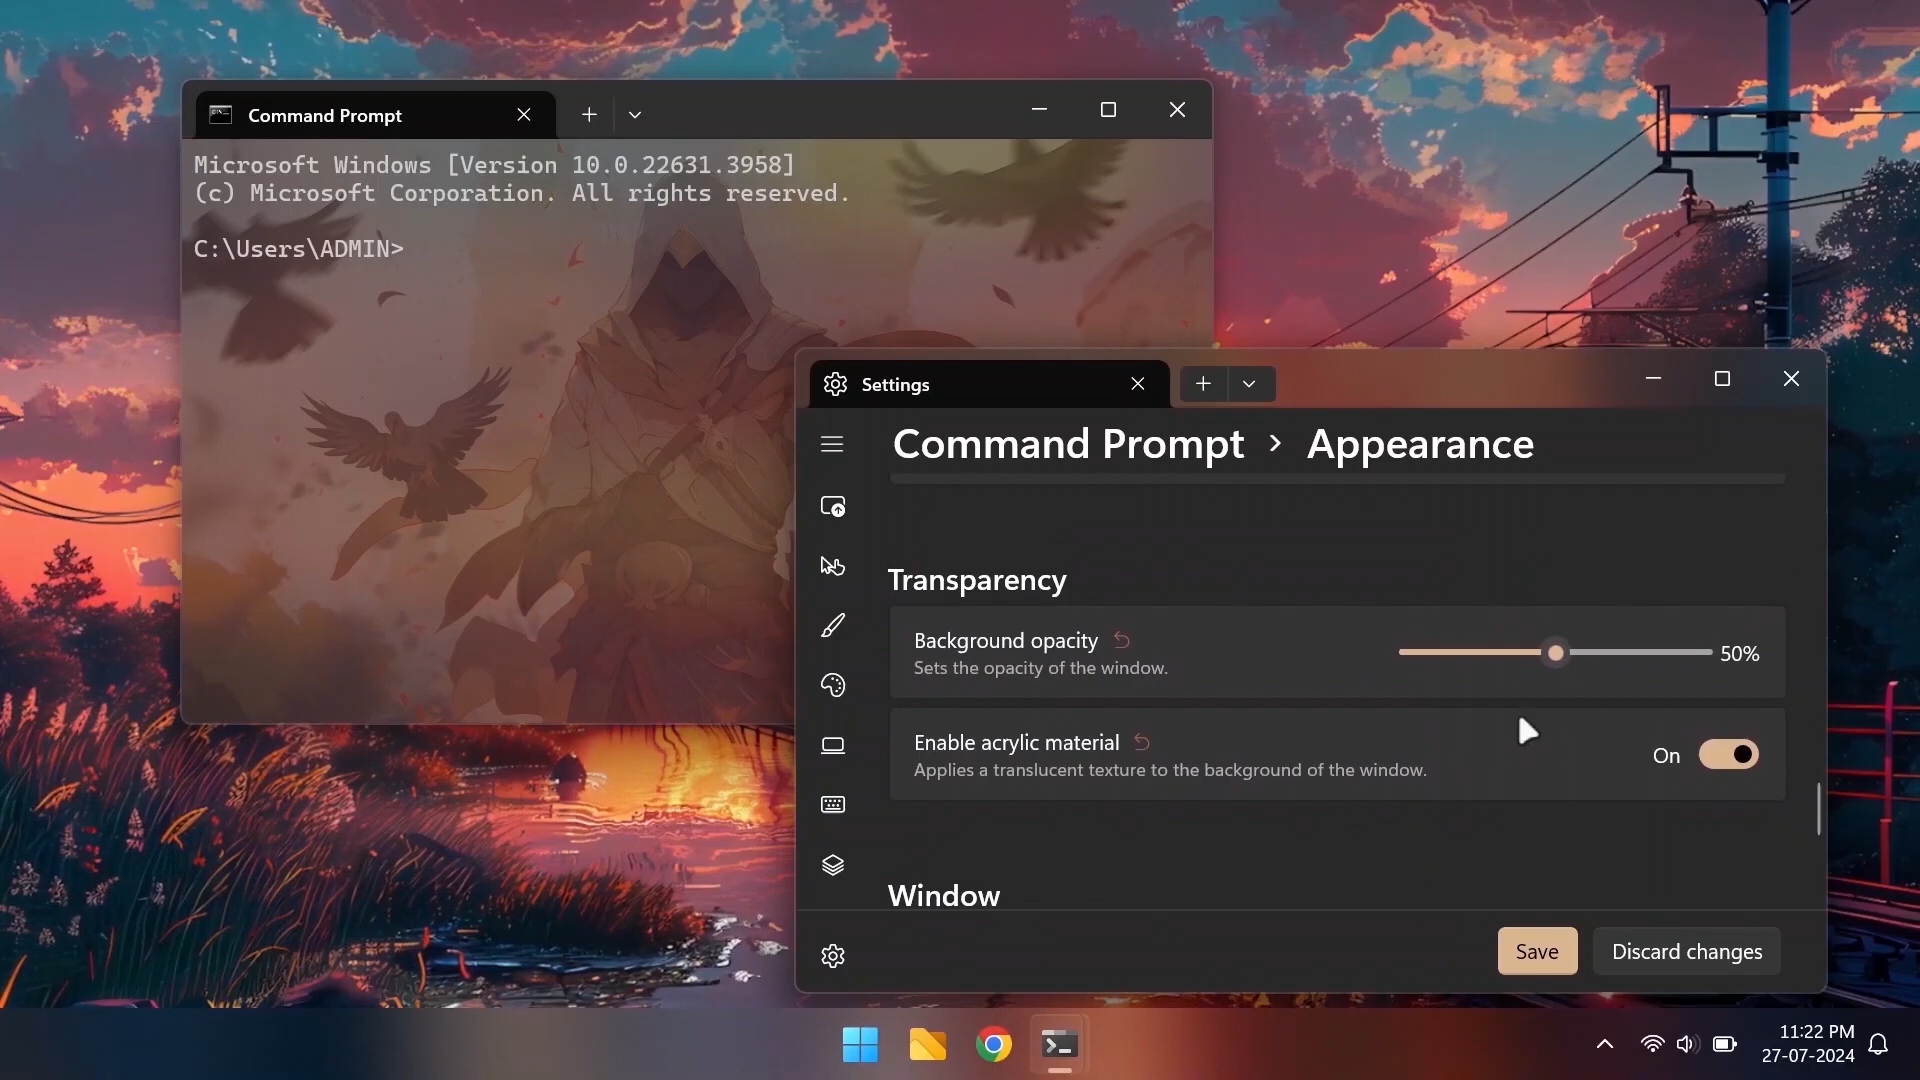 Command Prompt
Microsoft Windows [Version 10.0.22631.3958]
(c) Microsoft Corporation. All rights reserved.
C:\Users\ADMIN>
Settings
Command Prompt > Appearance
Transparency
Background opacity
Sets the opacity of the window.
50%
Enable acrylic material
Applies a translucent texture to the background of the window.
On
Window
Save
Discard changes
11:22 PM
27-07-2024